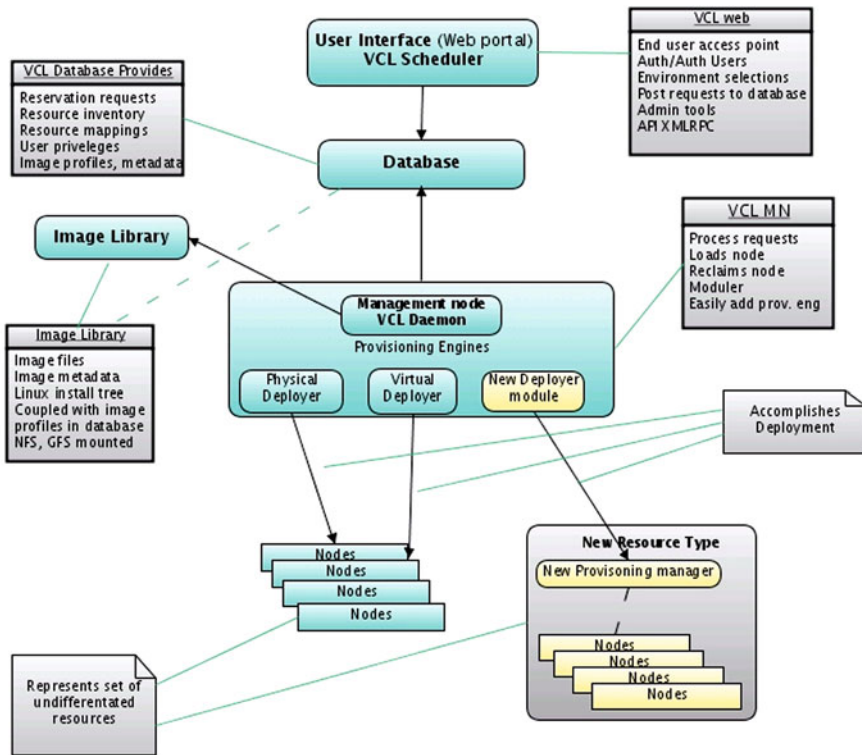 VCL web
End user access point
Auth/Auth Users
Environment selections
Post requests to database
Admin tools
API XMLRPC
User Interface (Web portal)
VCL Scheduler
VCL Database Provides
Reservation requests
Resource inventory
Resource mappings
User priveleges
Image profiles, metadata
Database
Image Library
VCL MN
Process requests
Loads node
Reclaims node
Moduler
Easily add prov. eng
Management node
VCL Daemon
Provisioning Engines
Physical
Deployer
Virtual
Deployer
New Deployer
module
Image Library
Image files
Image metadata
Linux install tree
Coupled with image
profiles in database
NFS, GFS mounted
Accomplishes
Deployment
Nodes
Nodes
Nodes
Nodes
New Resource Type
New Provisoning manager
Nodes
Nodes
Nodes
Nodes
Represents set of
undifferentated
resources